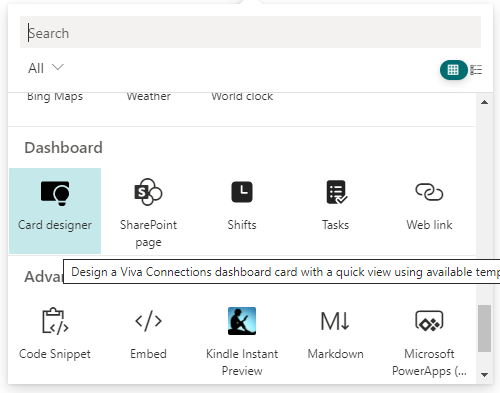 Search
All
Bing Maps Weather World clock
Dashboard
Card designer SharePoint page Shifts Tasks Web link
Design a Viva Connections dashboard card with a quick view using available temp
Advan
Code Snippet Embed Kindle Instant Preview Markdown Microsoft PowerApps (...